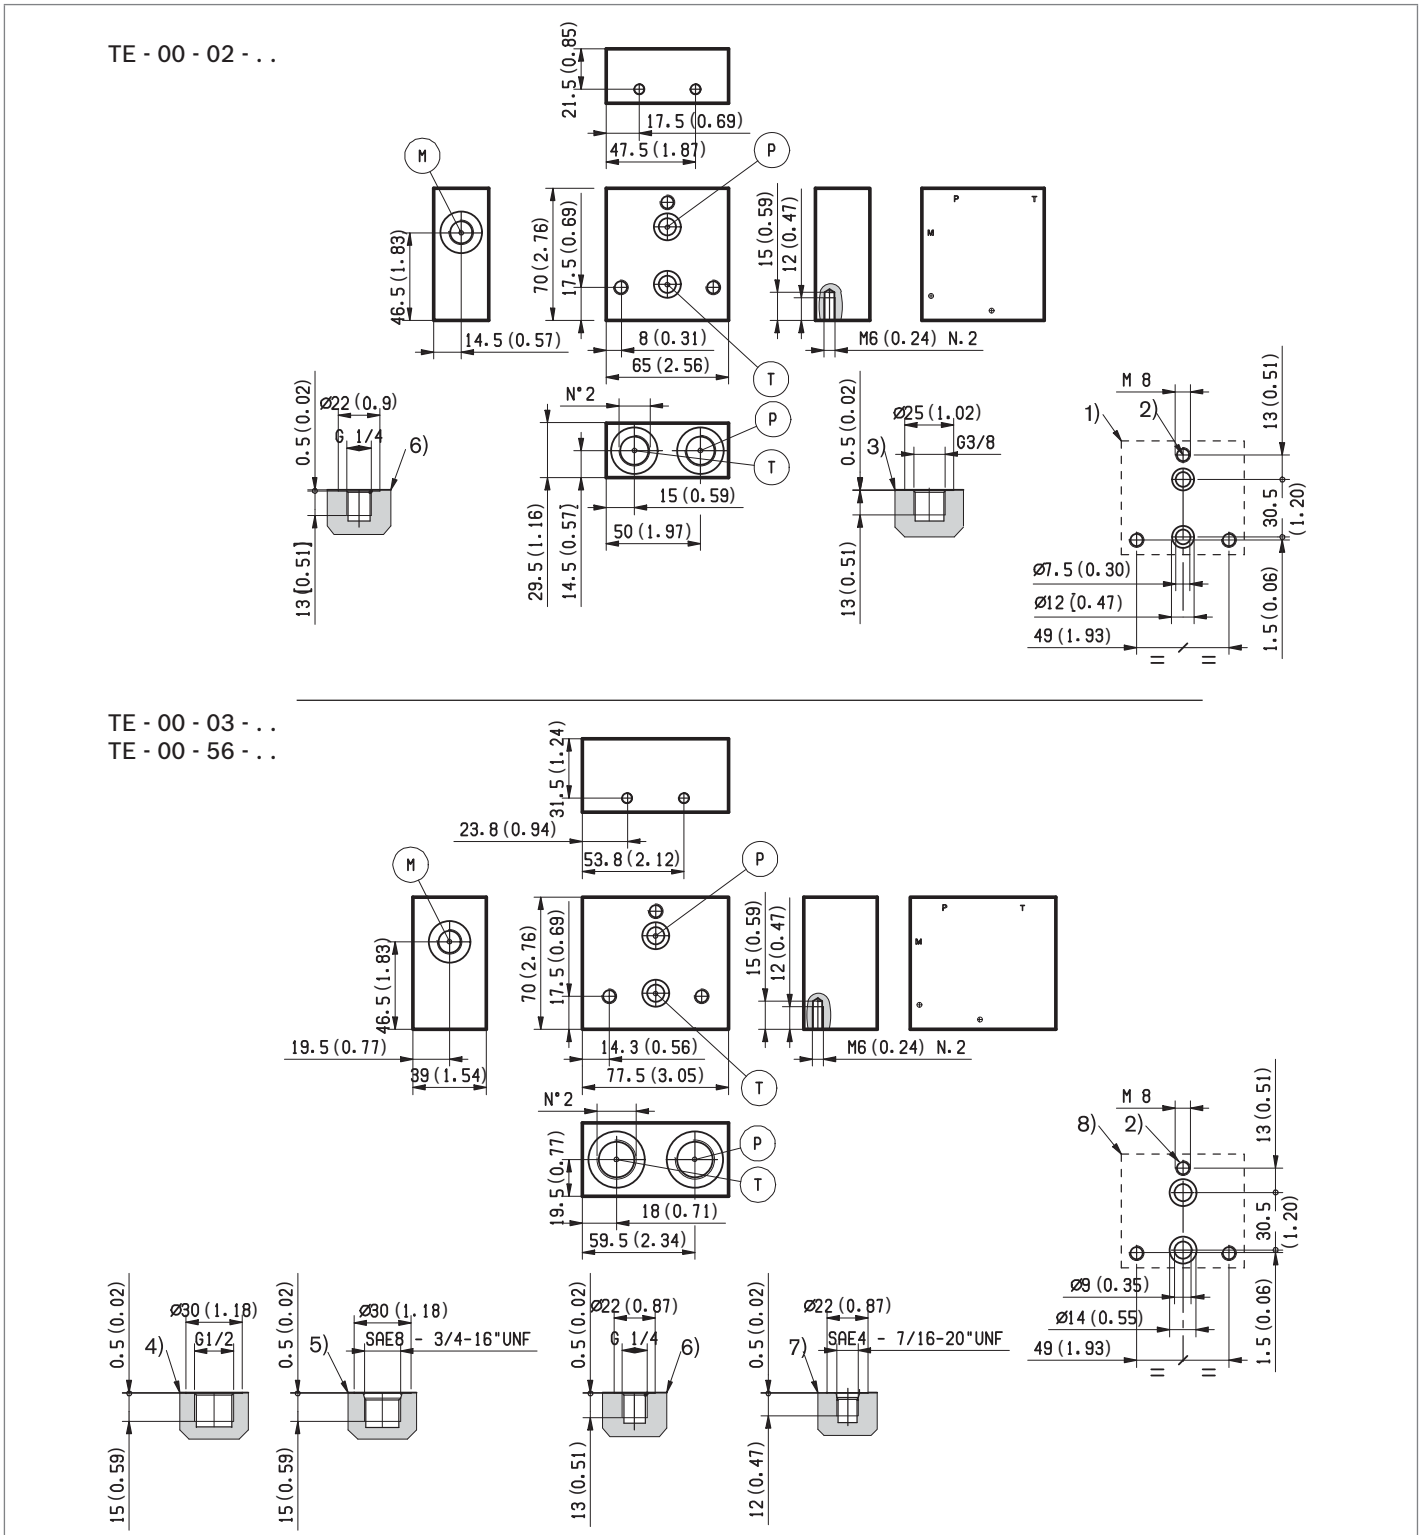 TE - 00 - 02 - . .
21.5(0.85)
17.5(0.69)
47.5(1.87)
M
P
46.5(1.83)
14.5(0.57)
70(2.76)
17.5(0.69)
8(0.31)
65(2.56)
T
15(0.59)
12(0.47)
M6(0.24) N.2
P
T
M
0.5(0.02)
Ø22(0.9)
G 1/4
6)
13(0.51)
N°2
P
T
29.5(1.16)
14.5(0.57)
15(0.59)
50(1.97)
0.5(0.02)
3)
Ø25(1.02)
G3/8
13(0.51)
1)
2)
M 8
13(0.51)
30.5
(1.20)
1.5(0.06)
Ø7.5(0.30)
Ø12(0.47)
49(1.93)
= =
TE - 00 - 03 - . .
TE - 00 - 56 - . .
31.5(1.24)
23.8(0.94)
53.8(2.12)
M
P
46.5(1.83)
19.5(0.77)
39(1.54)
70(2.76)
17.5(0.69)
14.3(0.56)
77.5(3.05)
T
15(0.59)
12(0.47)
M6(0.24) N.2
P
T
M
N°2
P
T
19.5(0.77)
18(0.71)
59.5(2.34)
8)
2)
M 8
13(0.51)
30.5
(1.20)
1.5(0.06)
Ø9(0.35)
Ø14(0.55)
49(1.93)
= =
0.5(0.02)
Ø30(1.18)
G1/2
4)
15(0.59)
0.5(0.02)
Ø30(1.18)
SAE8 - 3/4-16"UNF
5)
15(0.59)
0.5(0.02)
Ø22(0.87)
G 1/4
6)
13(0.51)
0.5(0.02)
Ø22(0.87)
SAE4 - 7/16-20"UNF
7)
12(0.47)